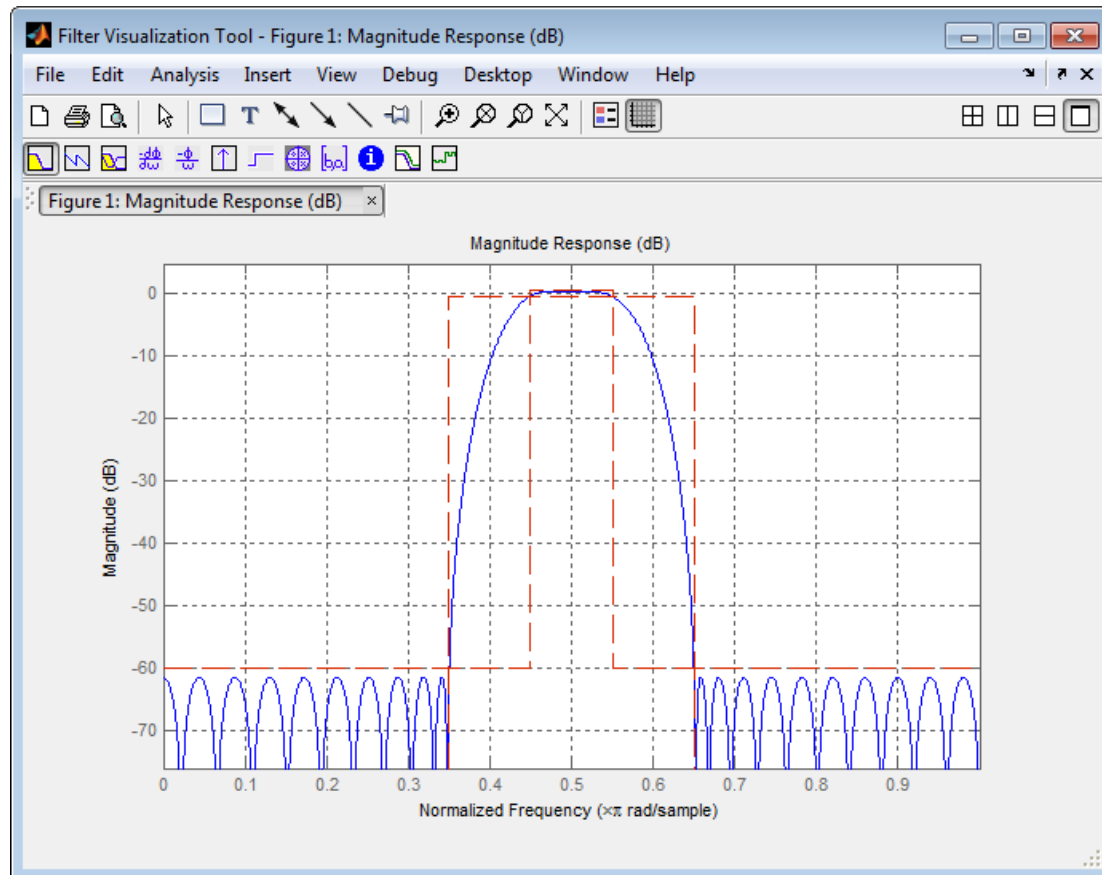 Filter Visualization Tool - Figure 1: Magnitude Response (dB)
File Edit Analysis Insert View Debug Desktop Window Help
T
[b,a]
i
Figure 1: Magnitude Response (dB) ×
Magnitude Response (dB)
Magnitude (dB)
0
-10
-20
-30
-40
-50
-60
-70
0 0.1 0.2 0.3 0.4 0.5 0.6 0.7 0.8 0.9
Normalized Frequency (×π rad/sample)